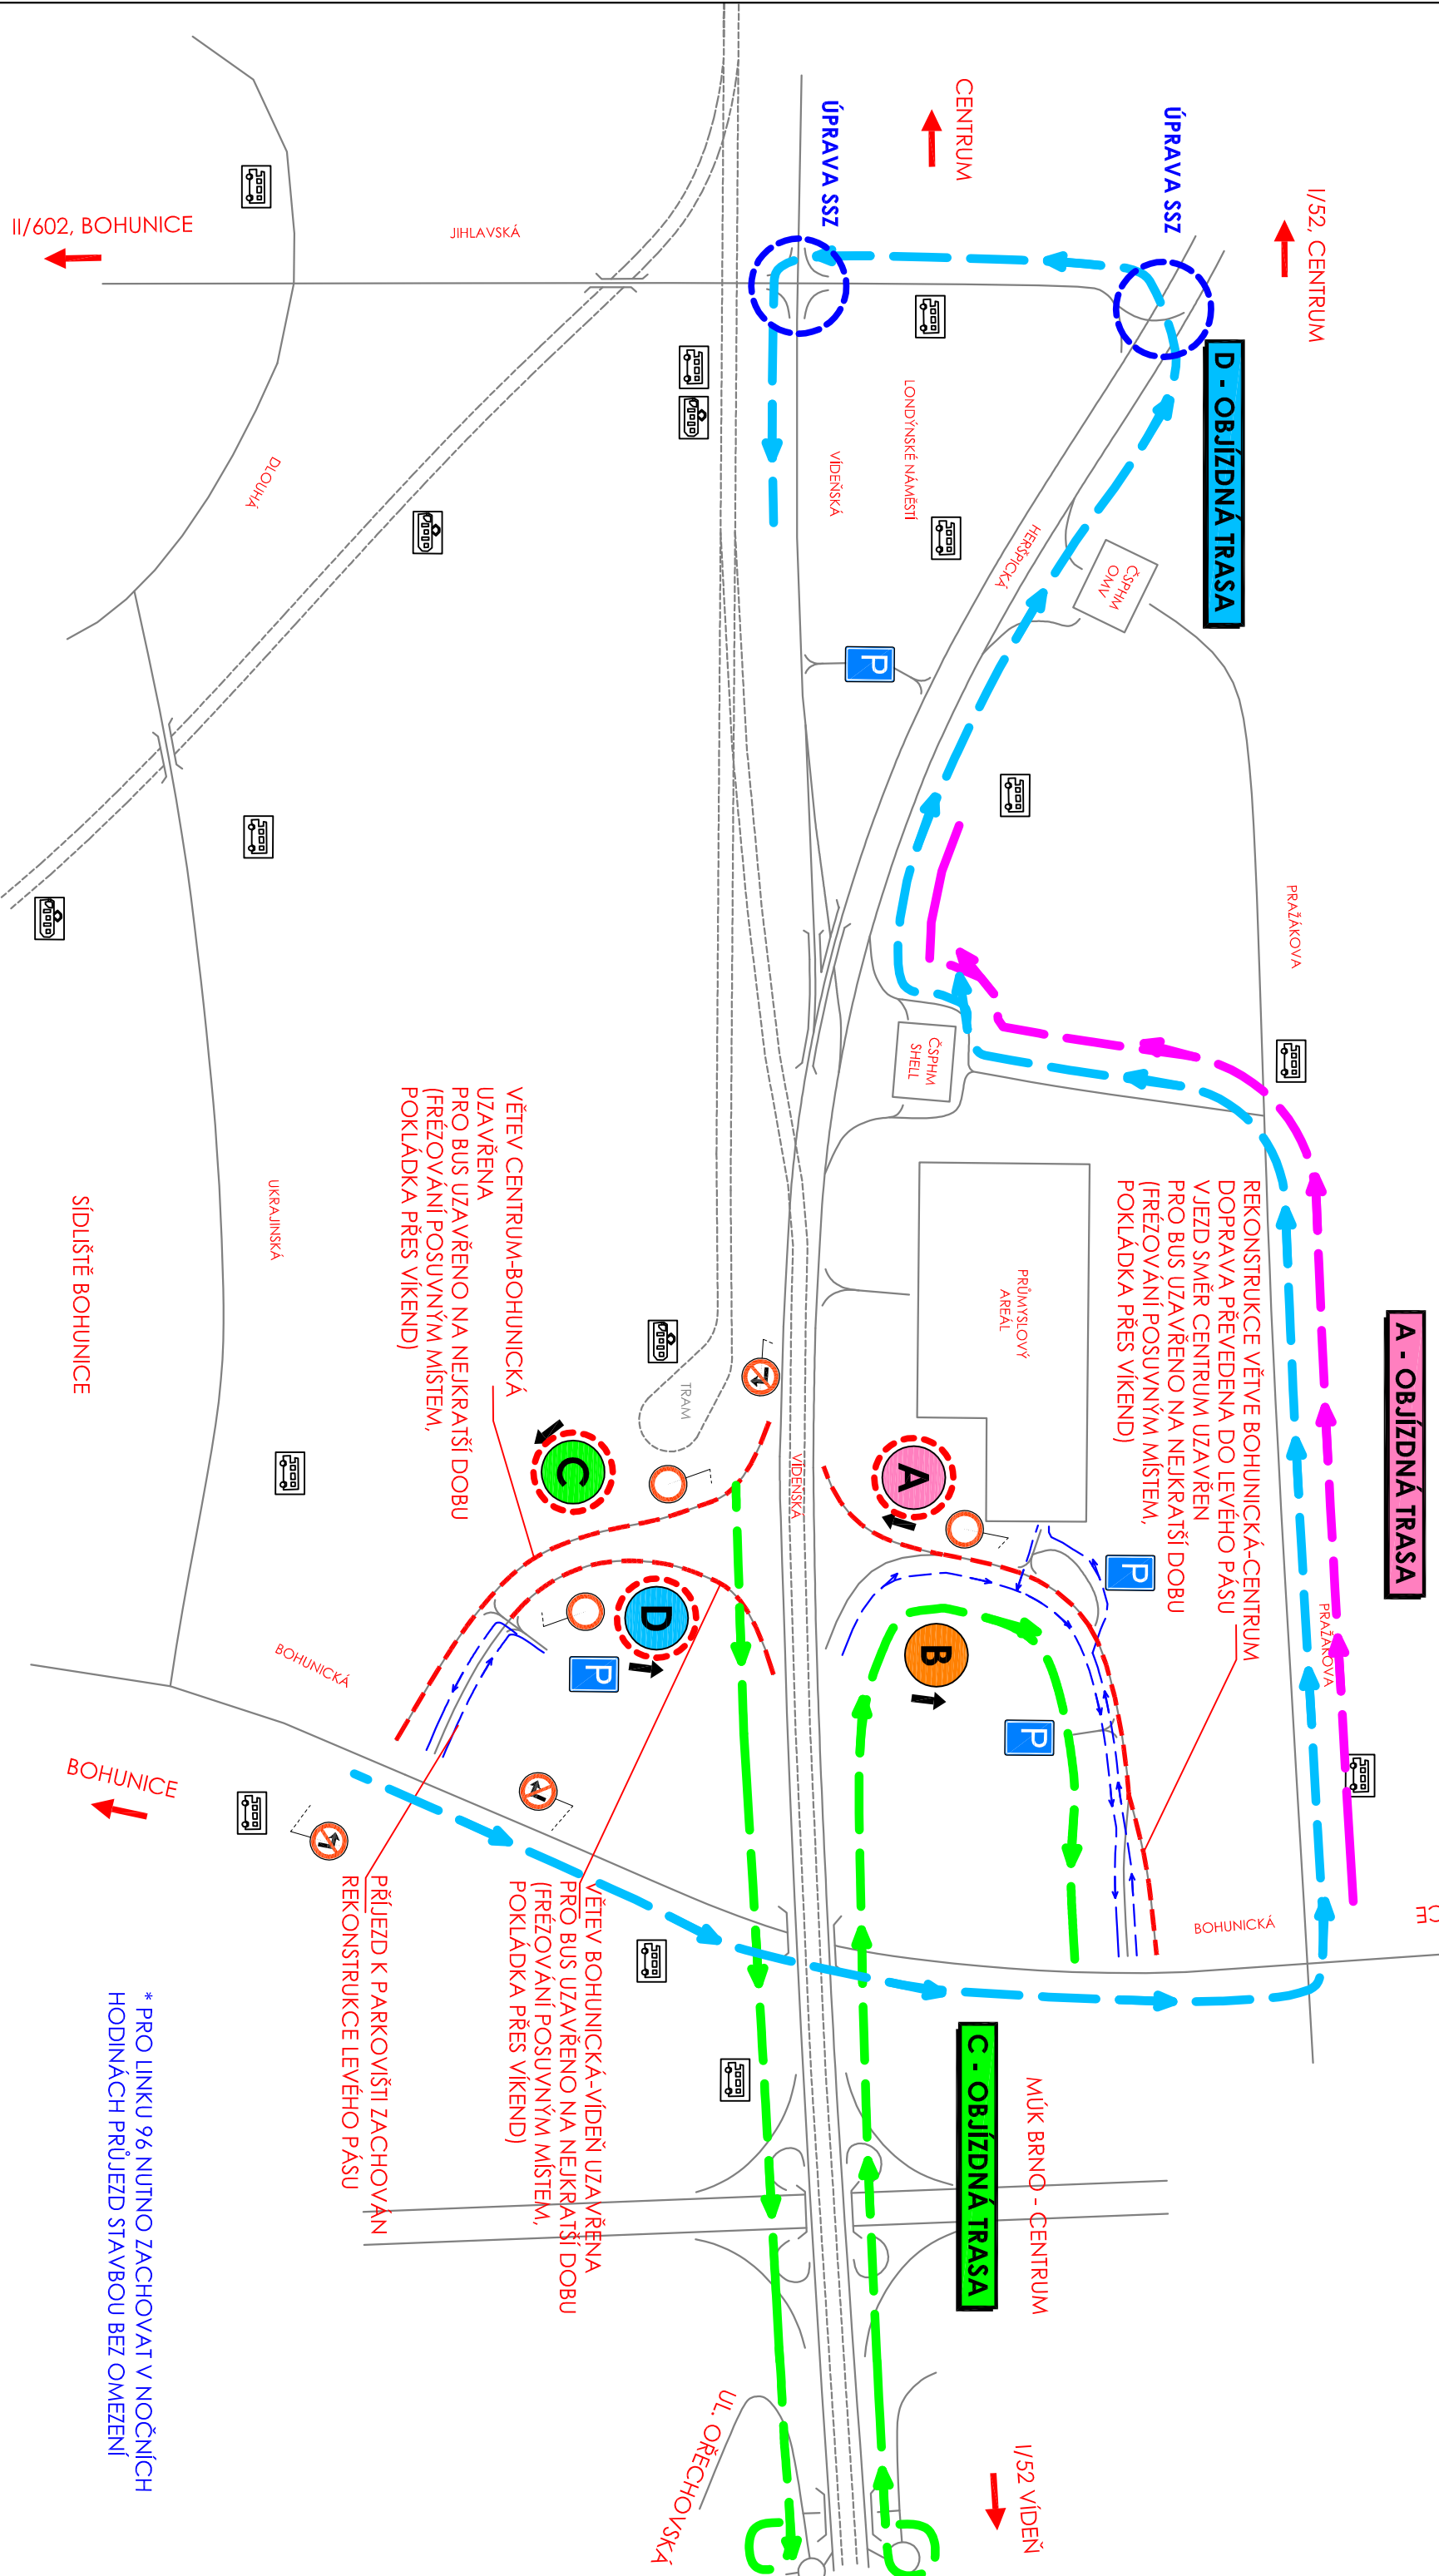 I/52, CENTRUM
ÚPRAVA SSZ
CENTRUM
ÚPRAVA SSZ
II/602, BOHUNICE
JIHLAVSKÁ
D - OBJÍZDNÁ TRASA
LONDÝNSKÉ NÁMĚSTÍ
VÍDEŇSKÁ
DLOUHÁ
HERŠPICKÁ
ČSPHM
OMV
P
PRAŽÁKOVA
ČSPHM
SHELL
A - OBJÍZDNÁ TRASA
REKONSTRUKCE VĚTVE BOHUNICKÁ-CENTRUM
DOPRAVA PŘEVEDENA DO LEVÉHO PÁSU
VJEZD SMĚR CENTRUM UZAVŘEN
PRO BUS UZAVŘENO NA NEJKRATŠÍ DOBU
(FRÉZOVÁNÍ POSUVNÝM MÍSTEM,
POKLÁDKA PŘES VÍKEND)
PRŮMYSLOVÝ
AREÁL
VĚTEV CENTRUM-BOHUNICKÁ
UZAVŘENA
PRO BUS UZAVŘENO NA NEJKRATŠÍ DOBU
(FRÉZOVÁNÍ POSUVNÝM MÍSTEM,
POKLÁDKA PŘES VÍKEND)
UKRAJINSKÁ
SÍDLIŠTĚ BOHUNICE
TRAM
VÍDEŇSKÁ
A
C
P
B
D
P
P
PRAŽÁKOVA
BOHUNICKÁ
BOHUNICE
BOHUNICKÁ
CE
VĚTEV BOHUNICKÁ-VÍDEŇ UZAVŘENA
PRO BUS UZAVŘENO NA NEJKRATŠÍ DOBU
(FRÉZOVÁNÍ POSUVNÝM MÍSTEM,
POKLÁDKA PŘES VÍKEND)
PŘÍJEZD K PARKOVIŠTI ZACHOVÁN
REKONSTRUKCE LEVÉHO PÁSU
MÚK BRNO - CENTRUM
C - OBJÍZDNÁ TRASA
* PRO LINKU 96 NUTNO ZACHOVAT V NOČNÍCH
HODINÁCH PRŮJEZD STAVBOU BEZ OMEZENÍ
UL. OŘECHOVSKÁ
I/52 VÍDEŇ